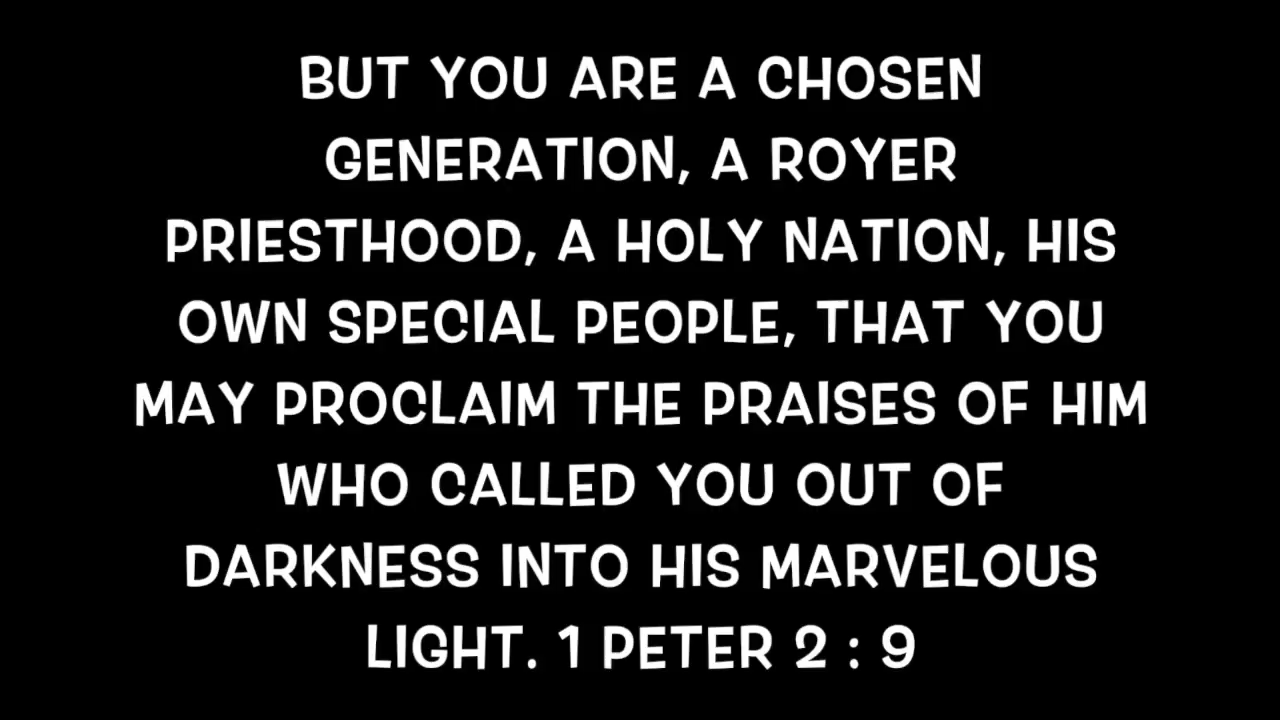 BUT YOU ARE A CHOSEN
GENERATION, A ROYER
PRIESTHOOD, A HOLY NATION, HIS
OWN SPECIAL PEOPLE, THAT YOU
MAY PROCLAIM THE PRAISES OF HIM
WHO CALLED YOU OUT OF
DARKNESS INTO HIS MARVELOUS
LIGHT. 1 PETER 2 : 9